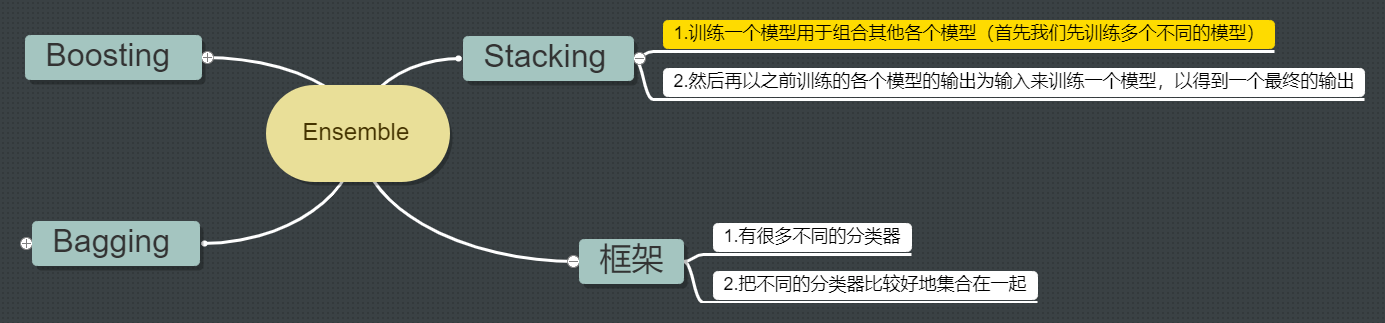 Boosting
Stacking
1.训练一个模型用于组合其他各个模型（首先我们先训练多个不同的模型）
2.然后再以之前训练的各个模型的输出为输入来训练一个模型，以得到一个最终的输出
Ensemble
Bagging
框架
1.有很多不同的分类器
2.把不同的分类器比较好地集合在一起